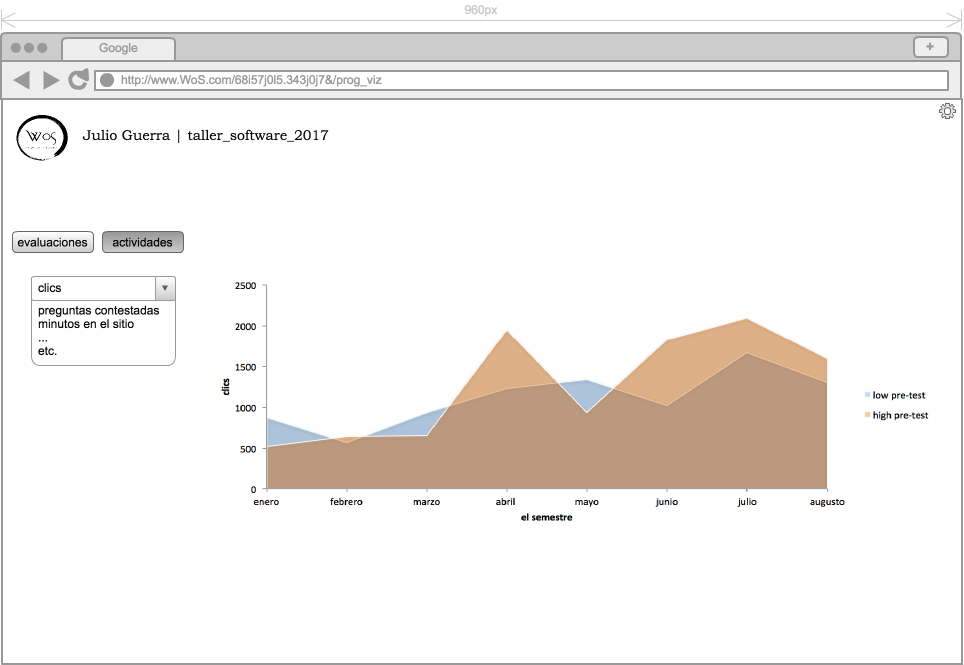 960px
Google
+
http://www.WoS.com/68i57j0l5.343j0j7&/prog_viz
WoS
Julio Guerra | taller_software_2017
evaluaciones
actividades
clics
preguntas contestadas
minutos en el sitio
...
etc.
2500
2000
1500
1000
500
0
clics
enero febrero marzo abril mayo junio julio augusto
el semestre
low pre-test
high pre-test